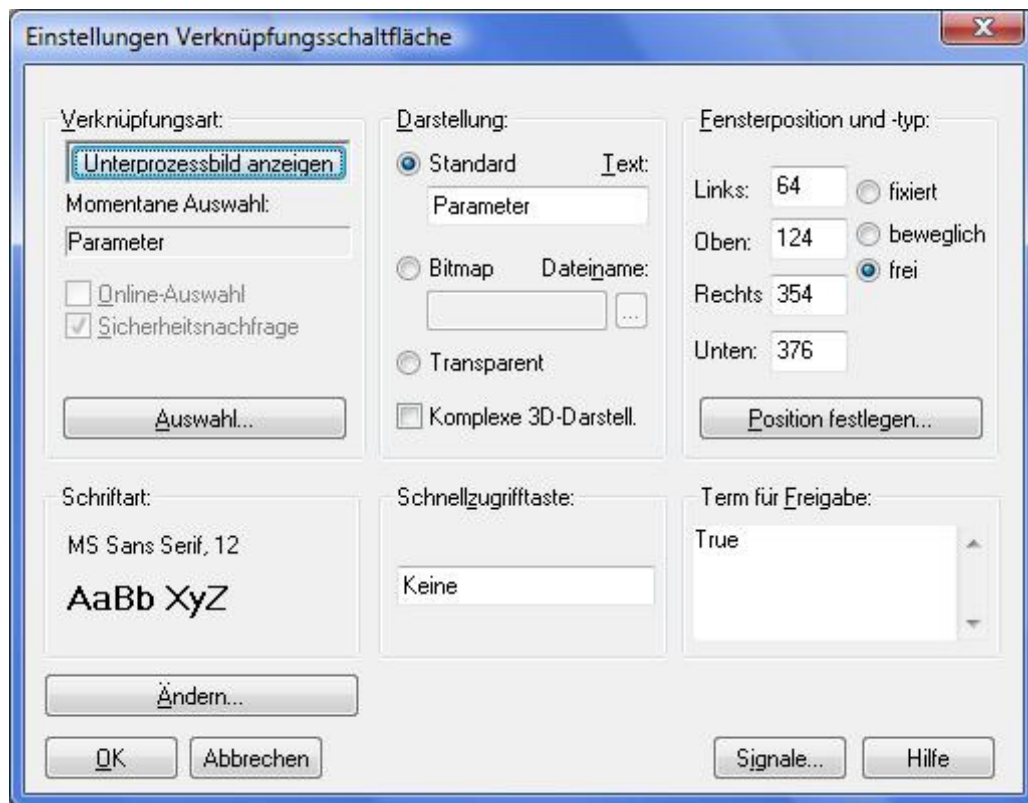 Einstellungen Verknüpfungsschaltfläche
Verknüpfungsart:
Unterprozessbild anzeigen
Momentane Auswahl:
Parameter
Online-Auswahl
Sicherheitsnachfrage
Auswahl...
Darstellung:
Standard Text:
Parameter
Bitmap Dateiname:
...
Transparent
Komplexe 3D-Darstell.
Fensterposition und -typ:
Links: 64 fixiert
Oben: 124 beweglich
frei
Rechts 354
Unten: 376
Position festlegen...
Schriftart:
MS Sans Serif, 12
AaBb XyZ
Schnellzugrifftaste:
Keine
Term für Freigabe:
True
Ändern...
OK Abbrechen Signale... Hilfe